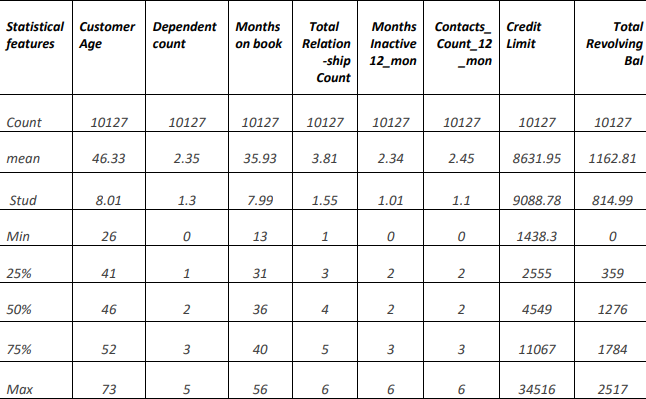 Statistical features Customer Age Dependent count Months on book Total Relation -ship Count Months Inactive 12_mon Contacts_ Count_12 _mon Credit Limit Total Revolving Bal
Count 10127 10127 10127 10127 10127 10127 10127 10127
mean 46.33 2.35 35.93 3.81 2.34 2.45 8631.95 1162.81
Stud 8.01 1.3 7.99 1.55 1.01 1.1 9088.78 814.99
Min 26 0 13 1 0 0 1438.3 0
25% 41 1 31 3 2 2 2555 359
50% 46 2 36 4 2 2 4549 1276
75% 52 3 40 5 3 3 11067 1784
Max 73 5 56 6 6 6 34516 2517